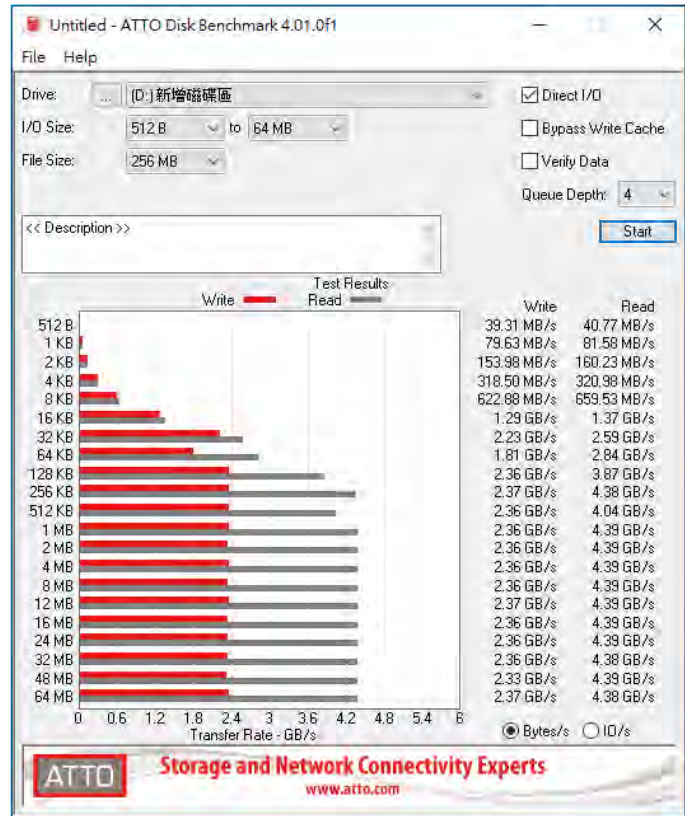 Untitled - ATTO Disk Benchmark 4.01.0f1
File Help
Drive: ... (D:) 新增磁碟區 Direct I/O
I/O Size: 512 B to 64 MB Bypass Write Cache
File Size: 256 MB Verify Data
Queue Depth: 4
<< Description >> Start
Test Results
Write Read Write Read
512 B 39.31 MB/s 40.77 MB/s
1 KB 79.63 MB/s 81.58 MB/s
2 KB 153.98 MB/s 160.23 MB/s
4 KB 318.50 MB/s 320.98 MB/s
8 KB 622.88 MB/s 659.53 MB/s
16 KB 1.29 GB/s 1.37 GB/s
32 KB 2.23 GB/s 2.59 GB/s
64 KB 1.81 GB/s 2.84 GB/s
128 KB 2.36 GB/s 3.87 GB/s
256 KB 2.37 GB/s 4.38 GB/s
512 KB 2.36 GB/s 4.04 GB/s
1 MB 2.36 GB/s 4.39 GB/s
2 MB 2.36 GB/s 4.39 GB/s
4 MB 2.36 GB/s 4.39 GB/s
8 MB 2.36 GB/s 4.39 GB/s
12 MB 2.37 GB/s 4.39 GB/s
16 MB 2.36 GB/s 4.39 GB/s
24 MB 2.36 GB/s 4.39 GB/s
32 MB 2.36 GB/s 4.38 GB/s
48 MB 2.33 GB/s 4.39 GB/s
64 MB 2.37 GB/s 4.38 GB/s
0 0.6 1.2 1.8 2.4 3 3.6 4.2 4.8 5.4 6
Transfer Rate - GB/s Bytes/s IO/s
ATTO Storage and Network Connectivity Experts
www.atto.com